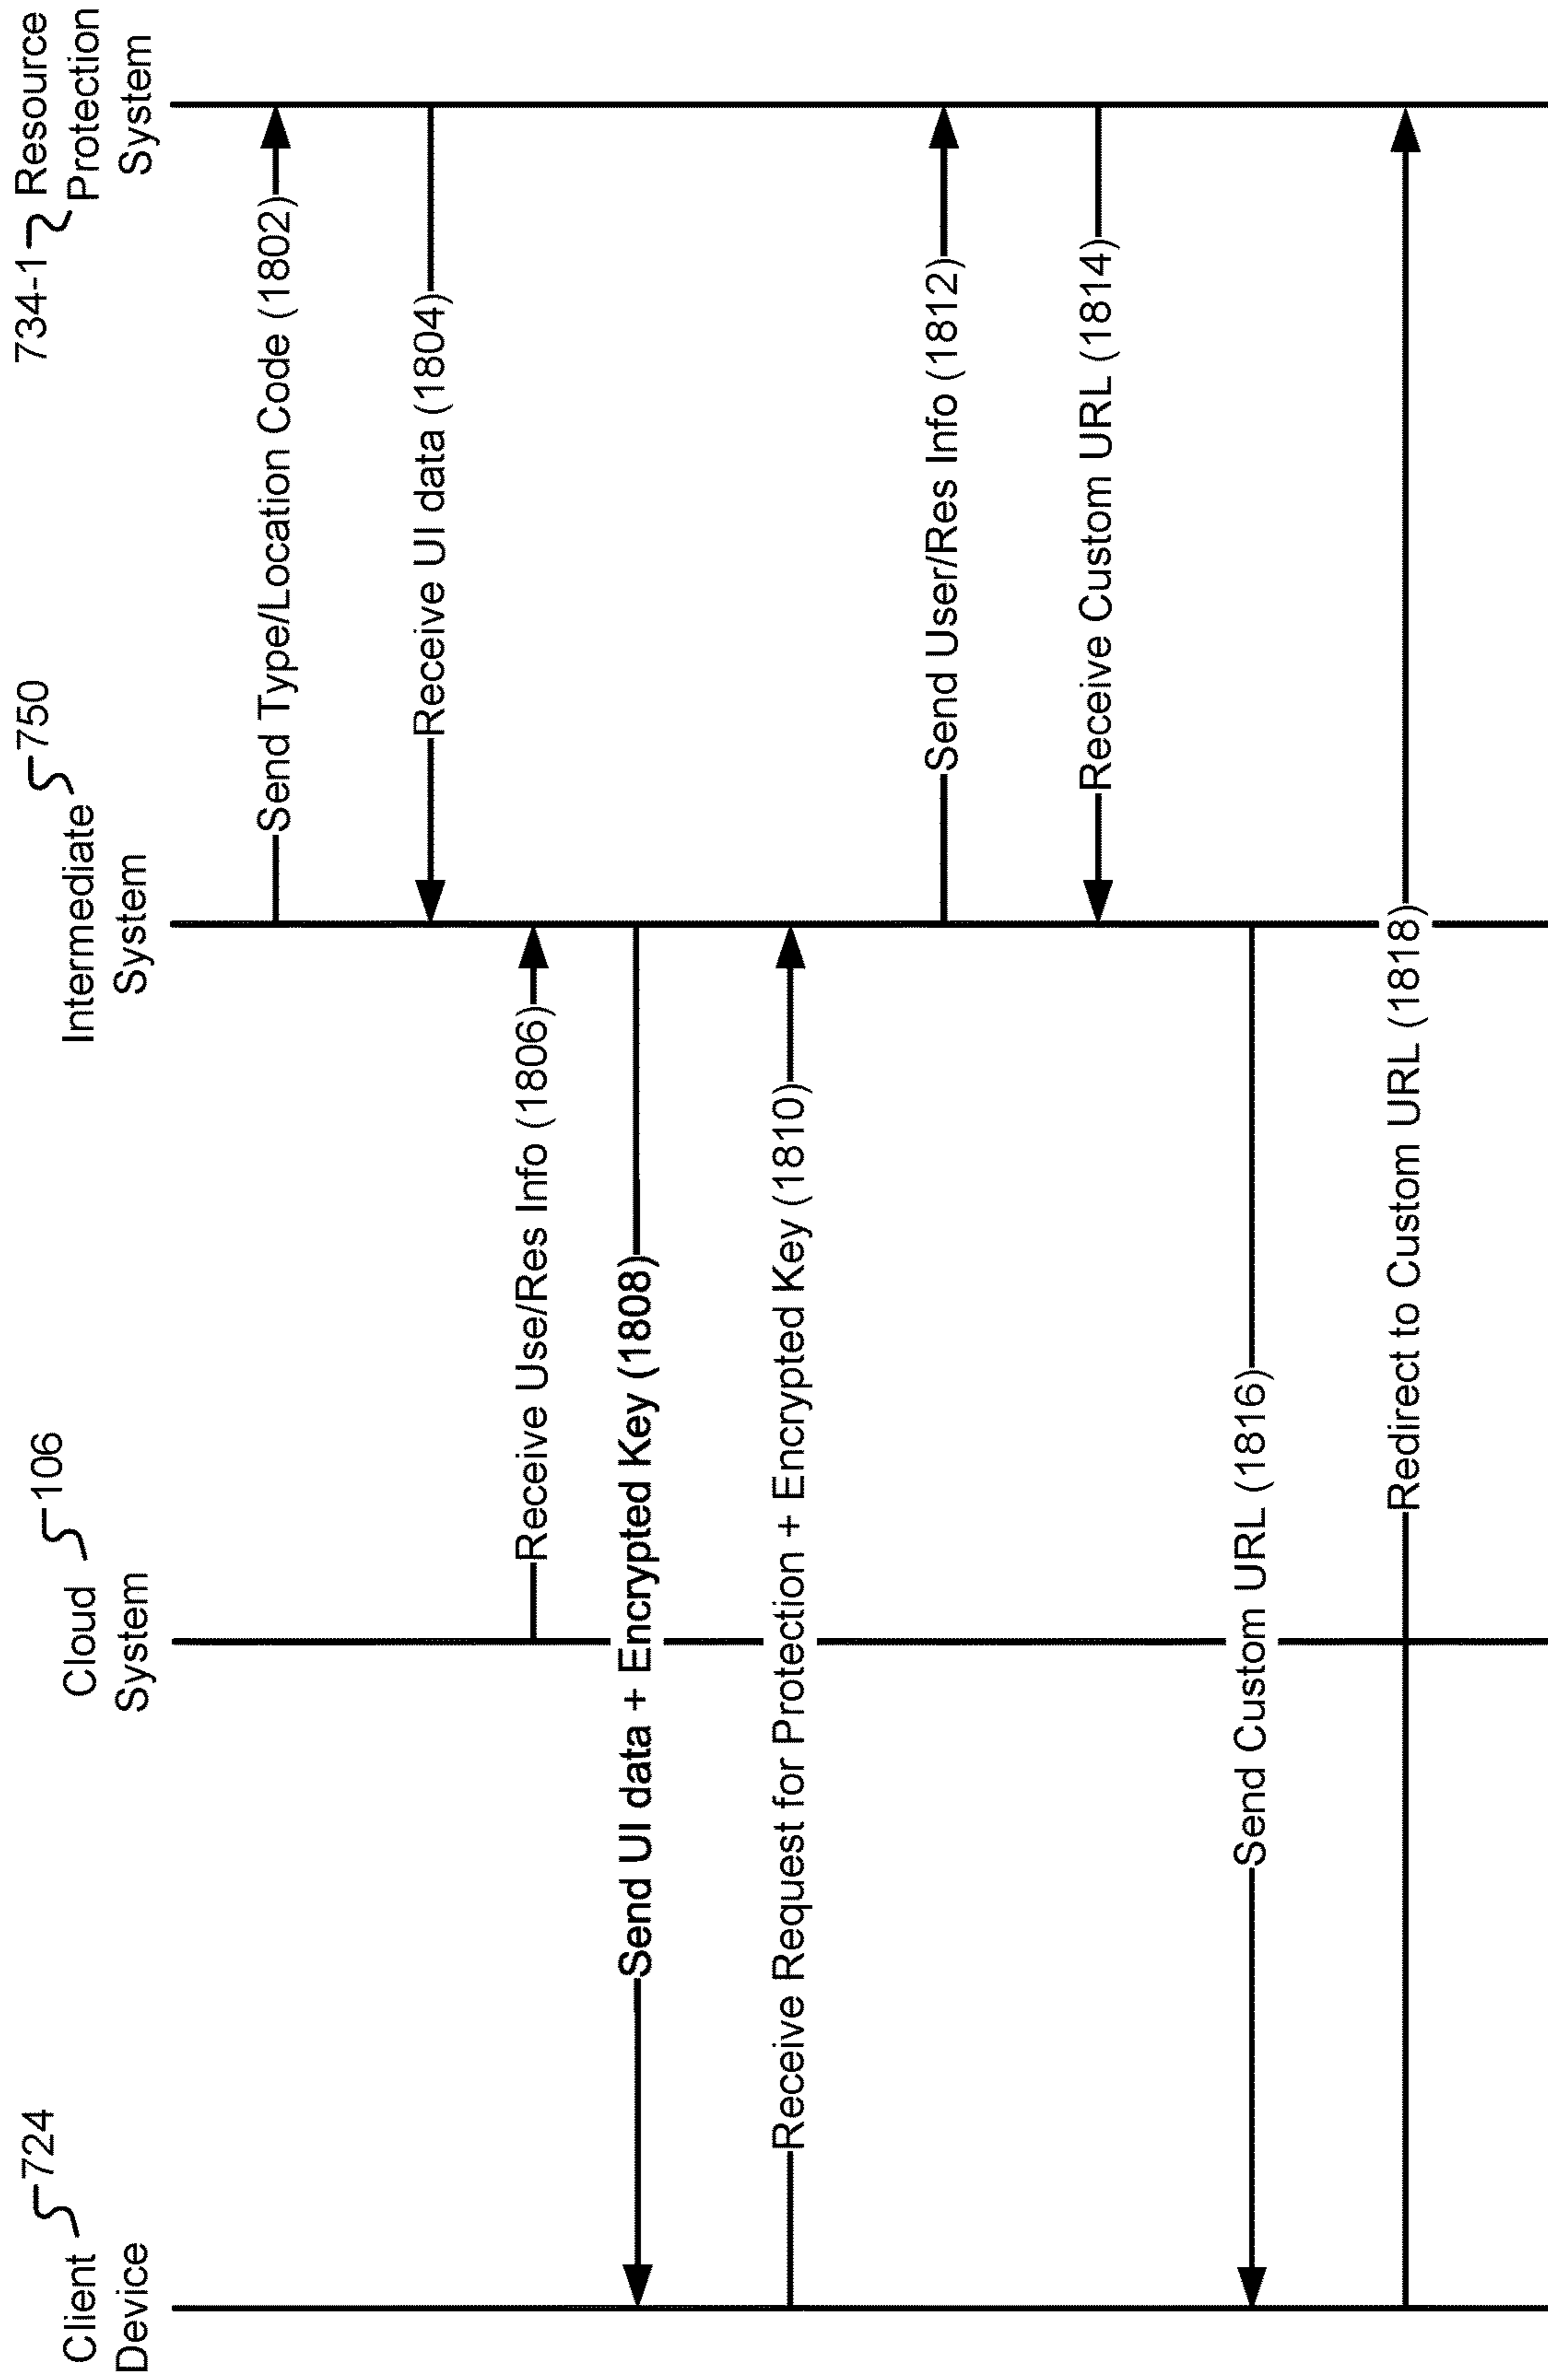 Client
Device
724
Cloud
System
106
Intermediate
System
750
734-1
Resource
Protection
System
Send Type/Location Code (1802)
Receive UI data (1804)
Receive Use/Res Info (1806)
Send UI data + Encrypted Key (1808)
Receive Request for Protection + Encrypted Key (1810)
Send User/Res Info (1812)
Receive Custom URL (1814)
Send Custom URL (1816)
Redirect to Custom URL (1818)